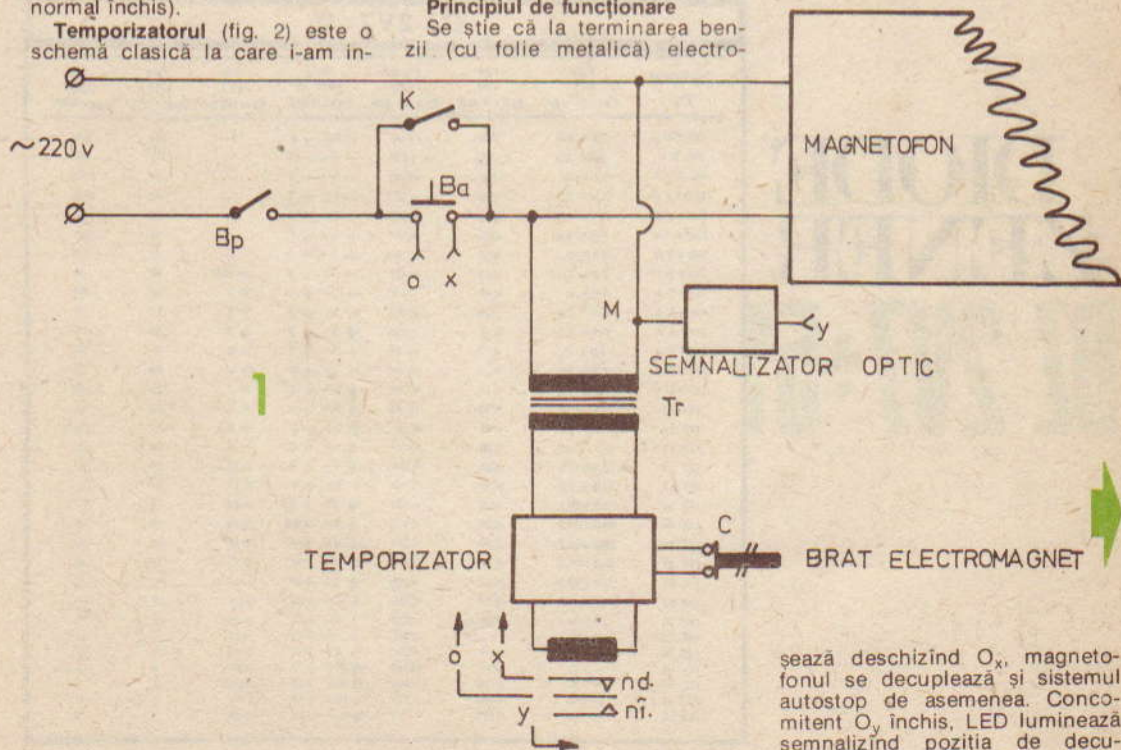 normal închis).
Temporizatorul (fig. 2) este o
schemă clasică la care i-am in-
Principiul de funcționare
Se știe că la terminarea ben-
zii (cu folie metalică) electro-
~220 v
K
Ba
Bp
o x
MAGNETOFON
M
y
SEMNALIZATOR OPTIC
1
Tr
TEMPORIZATOR
C
BRAT ELECTROMAGNET
o x
nd.
y nî.
șează deschizînd Ox, magneto-
fonul se decuplează și sistemul
autostop de asemenea. Conco-
mitent Oy închis, LED luminează
semnalizînd poziția de decu-